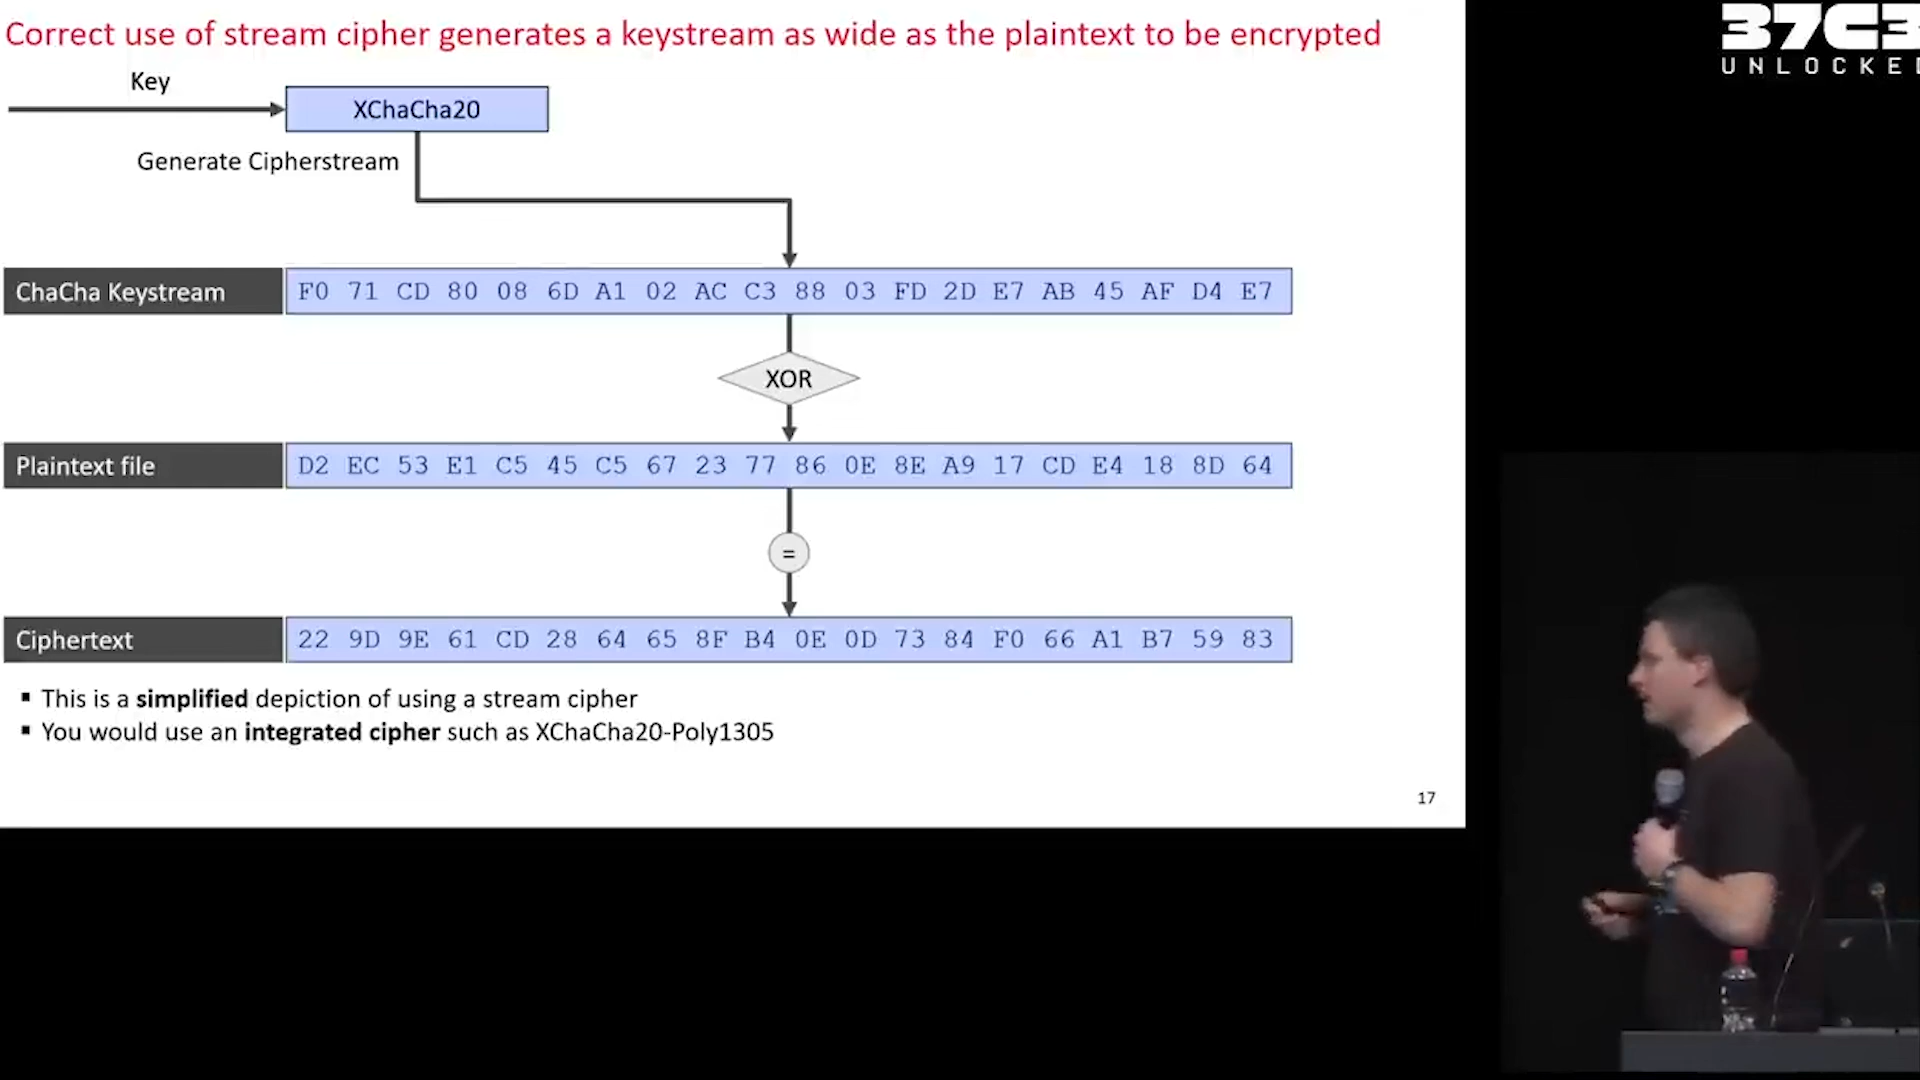 Correct use of stream cipher generates a keystream as wide as the plaintext to be encrypted
37C3
UNLOCKED
Key
XChaCha20
Generate Cipherstream
ChaCha Keystream
F0 71 CD 80 08 6D A1 02 AC C3 88 03 FD 2D E7 AB 45 AF D4 E7
XOR
Plaintext file
D2 EC 53 E1 C5 45 C5 67 23 77 86 0E 8E A9 17 CD E4 18 8D 64
=
Ciphertext
22 9D 9E 61 CD 28 64 65 8F B4 0E 0D 73 84 F0 66 A1 B7 59 83
▪ This is a simplified depiction of using a stream cipher
▪ You would use an integrated cipher such as XChaCha20-Poly1305
17